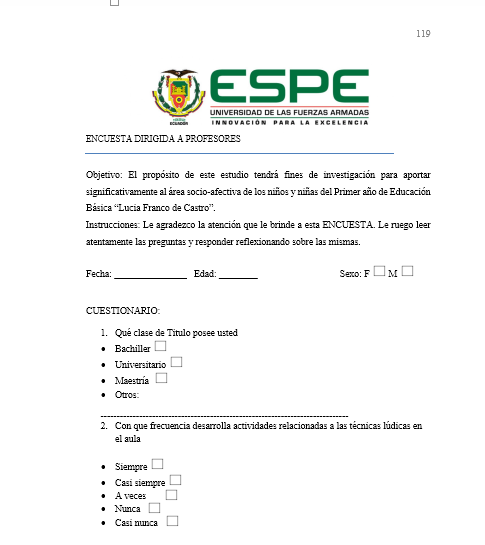 119
ESPE
UNIVERSIDAD DE LAS FUERZAS ARMADAS
INNOVACIÓN PARA LA EXCELENCIA
ECUADOR
ENCUESTA DIRIGIDA A PROFESORES
Objetivo: El propósito de este estudio tendrá fines de investigación para aportar
significativamente al área socio-afectiva de los niños y niñas del Primer año de Educación
Básica “Lucia Franco de Castro”.
Instrucciones: Le agradezco la atención que le brinde a esta ENCUESTA. Le ruego leer
atentamente las preguntas y responder reflexionando sobre las mismas.
Fecha: _______________ Edad: ________ Sexo: F M
CUESTIONARIO:
1. Qué clase de Titulo posee usted
• Bachiller
• Universitario
• Maestría
• Otros:
2. Con que frecuencia desarrolla actividades relacionadas a las técnicas lúdicas en
el aula
• Siempre
• Casi siempre
• A veces
• Nunca
• Casi nunca